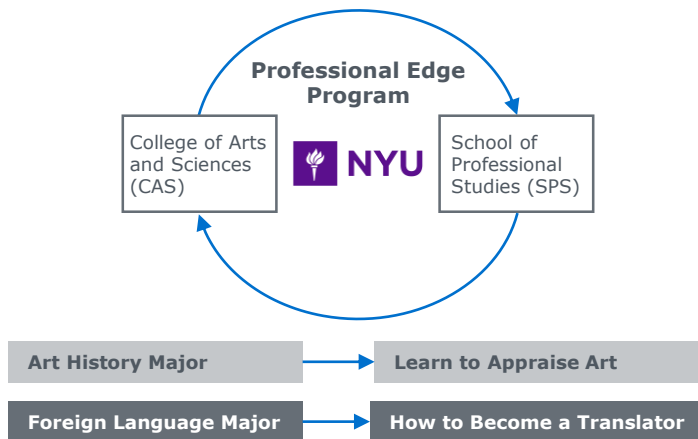 Professional Edge
Program
College of Arts
and Sciences
(CAS)
NYU
School of
Professional
Studies (SPS)
Art History Major
Learn to Appraise Art
Foreign Language Major
How to Become a Translator